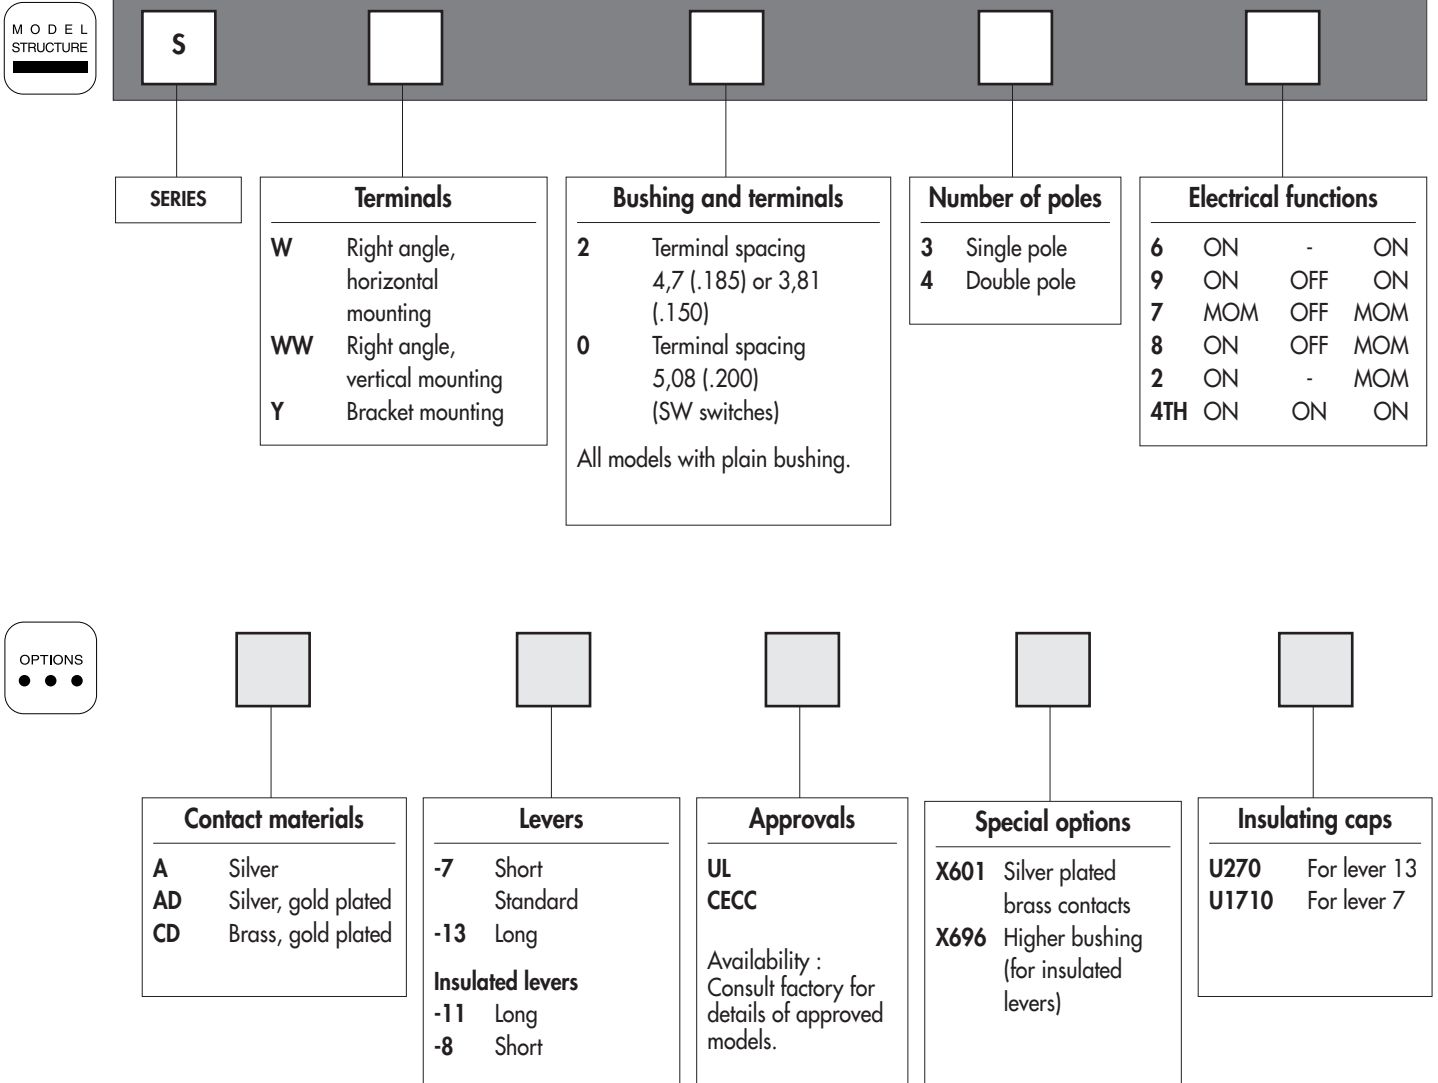 MODEL
STRUCTURE
S
SERIES
Terminals
W Right angle,
horizontal
mounting
WW Right angle,
vertical mounting
Y Bracket mounting
Bushing and terminals
2 Terminal spacing
4,7 (.185) or 3,81
(.150)
0 Terminal spacing
5,08 (.200)
(SW switches)
All models with plain bushing.
Number of poles
3 Single pole
4 Double pole
Electrical functions
6 ON - ON
9 ON OFF ON
7 MOM OFF MOM
8 ON OFF MOM
2 ON - MOM
4TH ON ON ON
OPTIONS
Contact materials
A Silver
AD Silver, gold plated
CD Brass, gold plated
Levers
-7 Short
Standard
-13 Long
Insulated levers
-11 Long
-8 Short
Approvals
UL
CECC
Availability :
Consult factory for
details of approved
models.
Special options
X601 Silver plated
brass contacts
X696 Higher bushing
(for insulated
levers)
Insulating caps
U270 For lever 13
U1710 For lever 7